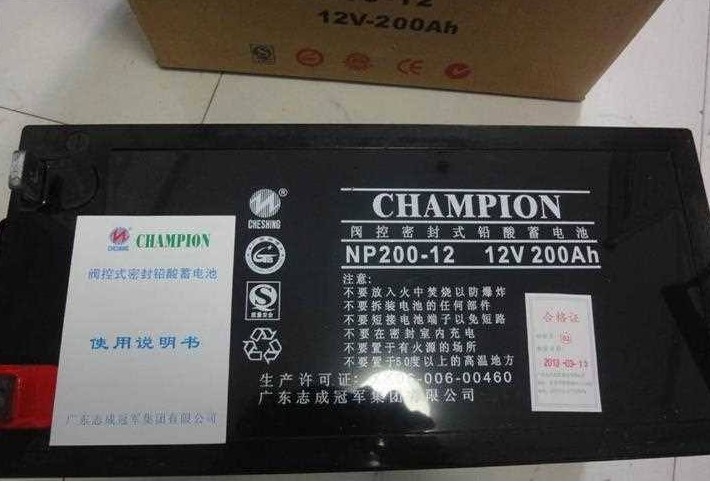 12V-200Ah
CHESHING
CHAMPION
阀控密封式铅酸蓄电池
NP200-12 12V 200Ah
注意:
不要放入火中焚烧以防爆炸
不要拆装电池的任何部件
不要短接电池端子以免短路
不要在密封室内充电
不要置于有火源的场所
不要置于50度以上的高温地方
生产许可证:
006-00460
广东志成冠军集团有限公司
CHESHING
CHAMPION
阀控式密封铅酸蓄电池
使用说明书
广东志成冠军集团有限公司
合格证